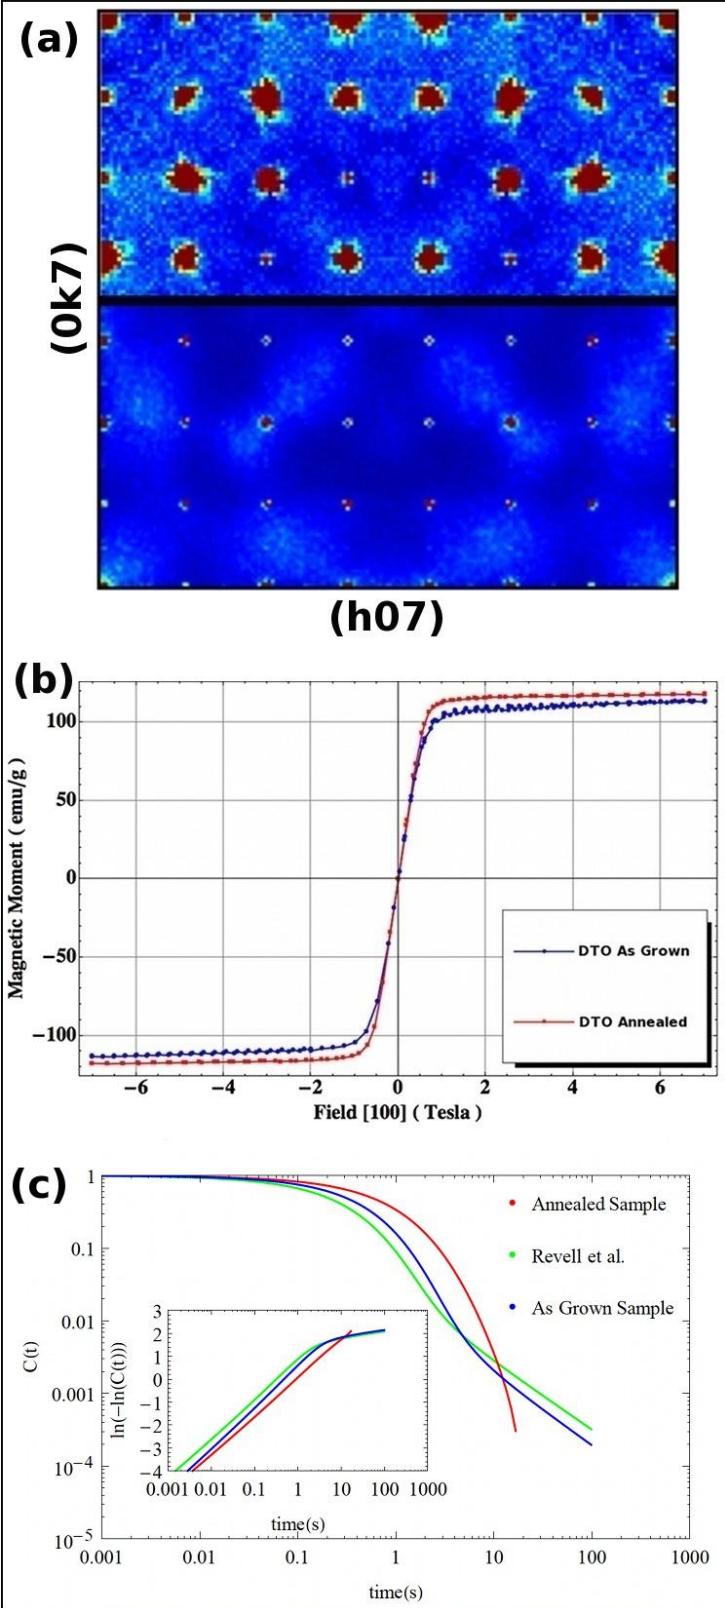 (a)
(0k7)
(h07)
(b)
Magnetic Moment ( emu/g )
100
50
0
−50
−100
DTO As Grown
DTO Annealed
−6 −4 −2 0 2 4 6
Field [100] ( Tesla )
(c)
C(t)
1
0.1
0.01
0.001
10⁻⁴
10⁻⁵
Annealed Sample
Revell et al.
As Grown Sample
ln(−ln(C(t)))
3
2
1
0
−1
−2
−3
−4
0.001 0.01 0.1 1 10 100 1000
time(s)
0.001 0.01 0.1 1 10 100 1000
time(s)